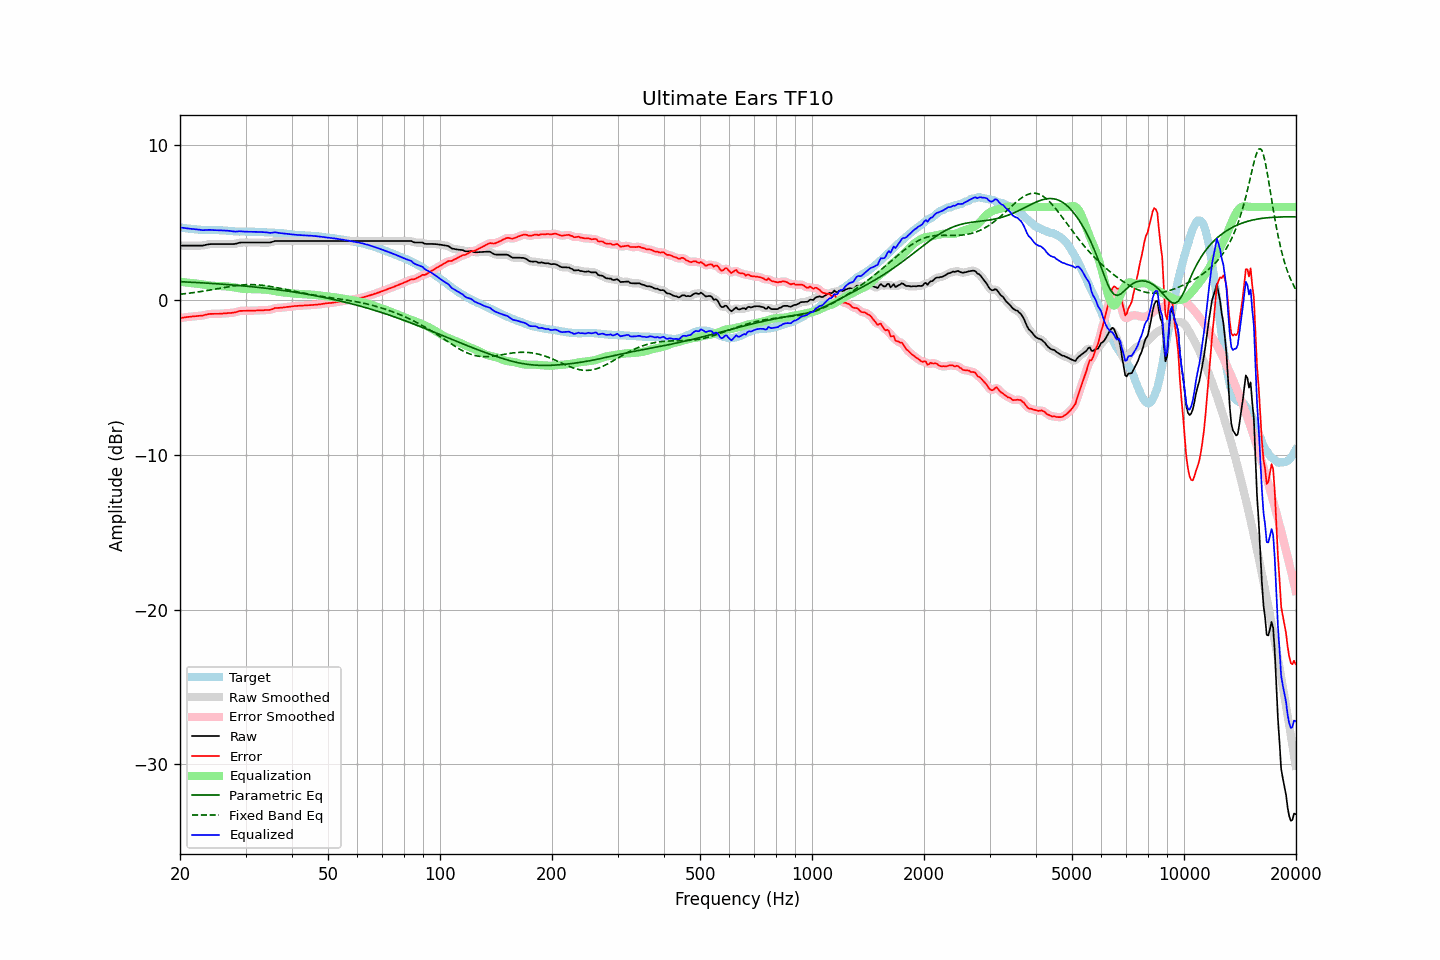 Ultimate Ears TF10
Amplitude (dBr)
10
0
−10
−20
−30
Target
Raw Smoothed
Error Smoothed
Raw
Error
Equalization
Parametric Eq
Fixed Band Eq
Equalized
20 50 100 200 500 1000 2000 5000 10000 20000
Frequency (Hz)